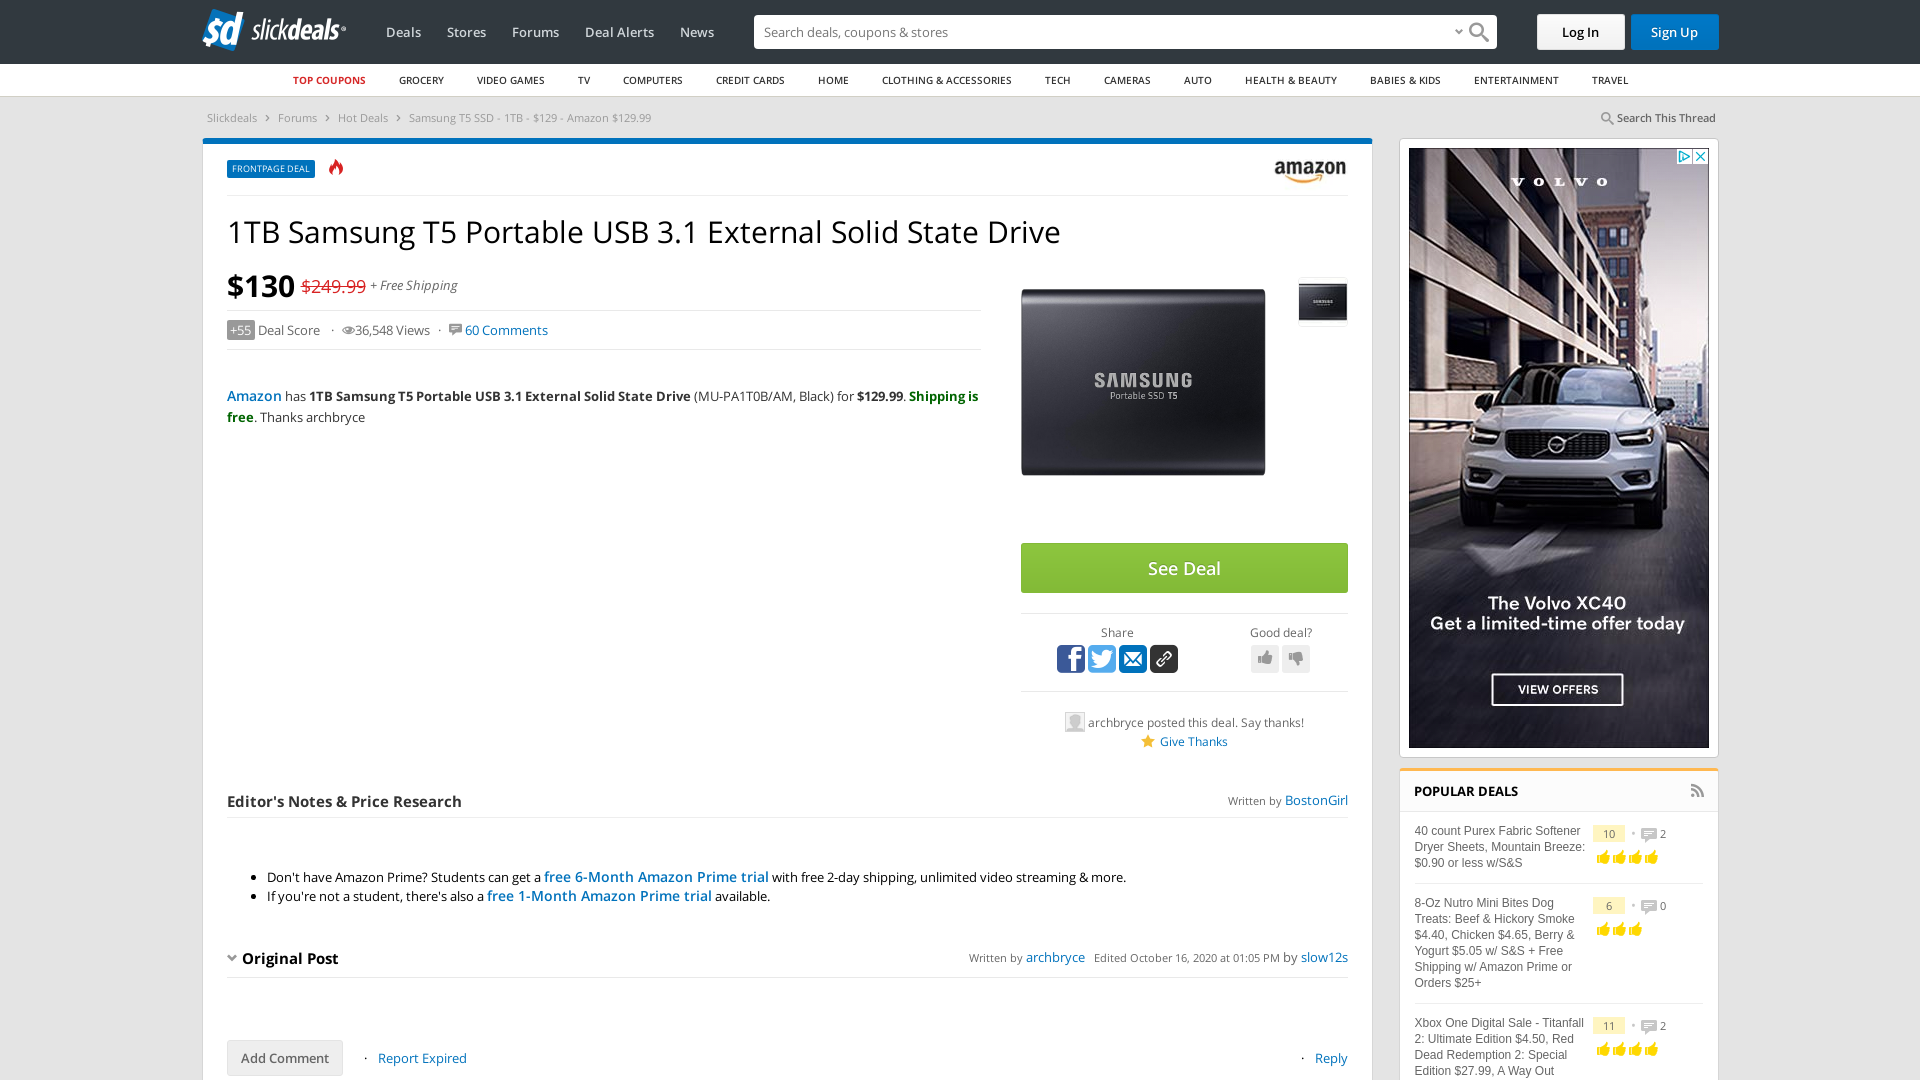 slickdeals
Deals
Stores
Forums
Deal Alerts
News
Search deals, coupons & stores
Log In
Sign Up
TOP COUPONS
GROCERY
VIDEO GAMES
TV
COMPUTERS
CREDIT CARDS
HOME
CLOTHING & ACCESSORIES
TECH
CAMERAS
AUTO
HEALTH & BEAUTY
BABIES & KIDS
ENTERTAINMENT
TRAVEL
Slickdeals > Forums > Hot Deals > Samsung T5 SSD - 1TB - $129 - Amazon $129.99
Search This Thread
FRONTPAGE DEAL
amazon
1TB Samsung T5 Portable USB 3.1 External Solid State Drive
$130 $249.99 + Free Shipping
+55 Deal Score · 36,548 Views · 60 Comments
Amazon has 1TB Samsung T5 Portable USB 3.1 External Solid State Drive (MU-PA1T0B/AM, Black) for $129.99. Shipping is
free. Thanks archbryce
SAMSUNG
Portable SSD T5
SAMSUNG
See Deal
Share
Good deal?
archbryce posted this deal. Say thanks!
Give Thanks
Editor's Notes & Price Research
Written by BostonGirl
• Don't have Amazon Prime? Students can get a free 6-Month Amazon Prime trial with free 2-day shipping, unlimited video streaming & more.
• If you're not a student, there's also a free 1-Month Amazon Prime trial available.
Original Post
Written by archbryce Edited October 16, 2020 at 01:05 PM by slow12s
Add Comment
· Report Expired
· Reply
VOLVO
The Volvo XC40
Get a limited-time offer today
VIEW OFFERS
POPULAR DEALS
40 count Purex Fabric Softener
Dryer Sheets, Mountain Breeze:
$0.90 or less w/S&S
10 • 2
8-Oz Nutro Mini Bites Dog
Treats: Beef & Hickory Smoke
$4.40, Chicken $4.65, Berry &
Yogurt $5.05 w/ S&S + Free
Shipping w/ Amazon Prime or
Orders $25+
6 • 0
Xbox One Digital Sale - Titanfall
2: Ultimate Edition $4.50, Red
Dead Redemption 2: Special
Edition $27.99, A Way Out
11 • 2